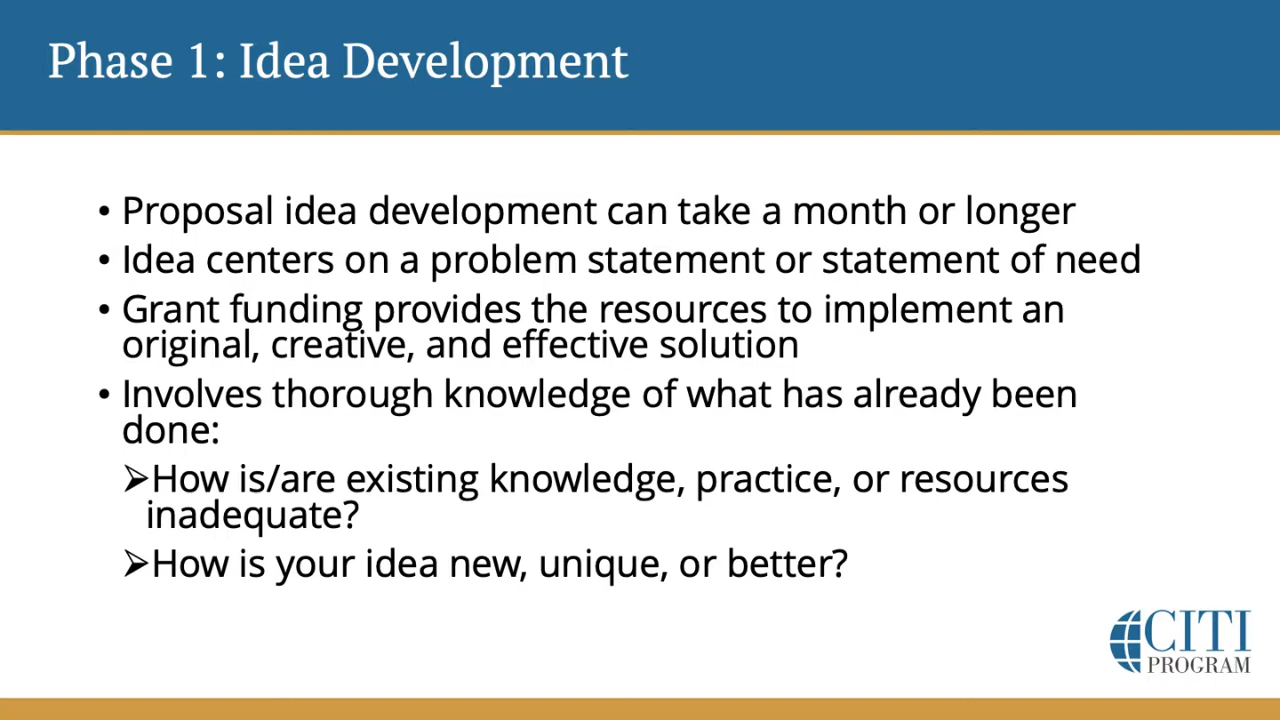 Phase 1: Idea Development
• Proposal idea development can take a month or longer
• Idea centers on a problem statement or statement of need
• Grant funding provides the resources to implement an
original, creative, and effective solution
• Involves thorough knowledge of what has already been
done:
➢How is/are existing knowledge, practice, or resources
inadequate?
➢How is your idea new, unique, or better?
CITI
PROGRAM